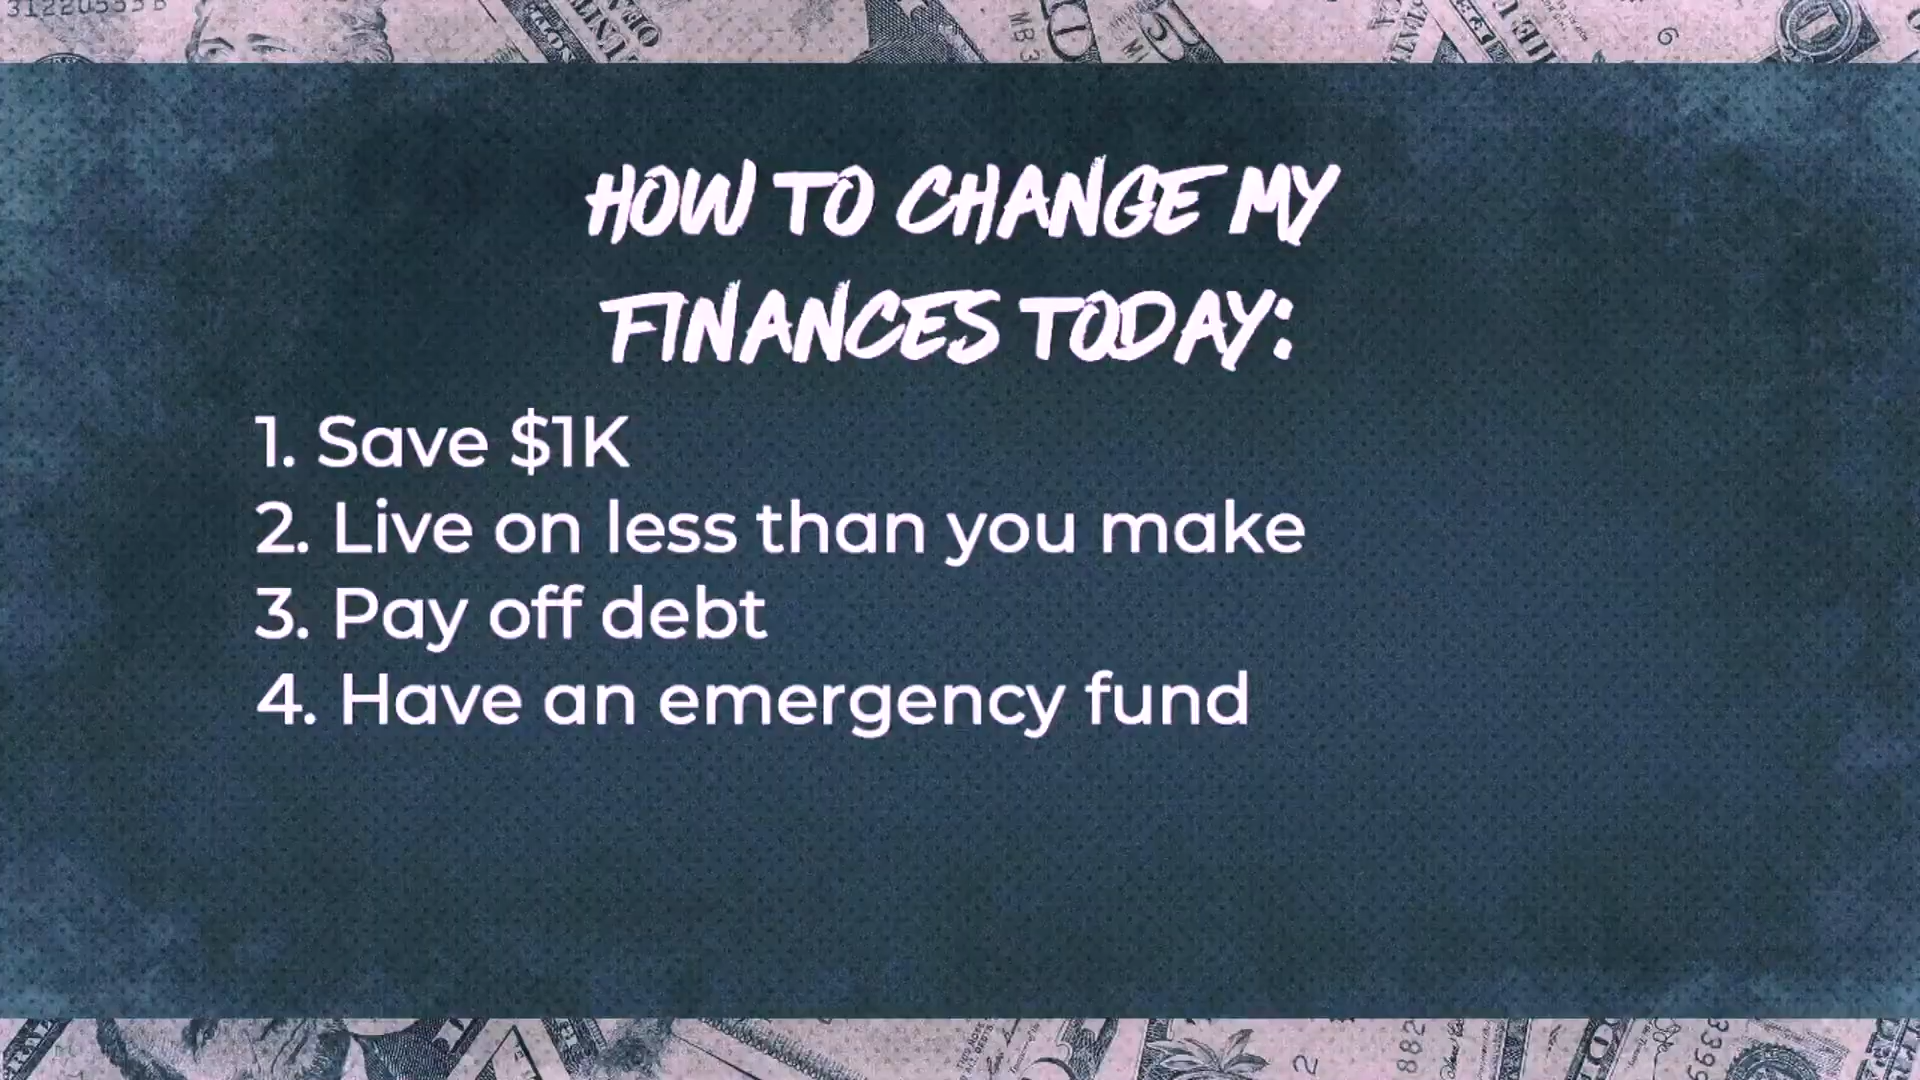 HOW TO CHANGE MY
FINANCES TODAY:
1. Save $1K
2. Live on less than you make
3. Pay off debt
4. Have an emergency fund